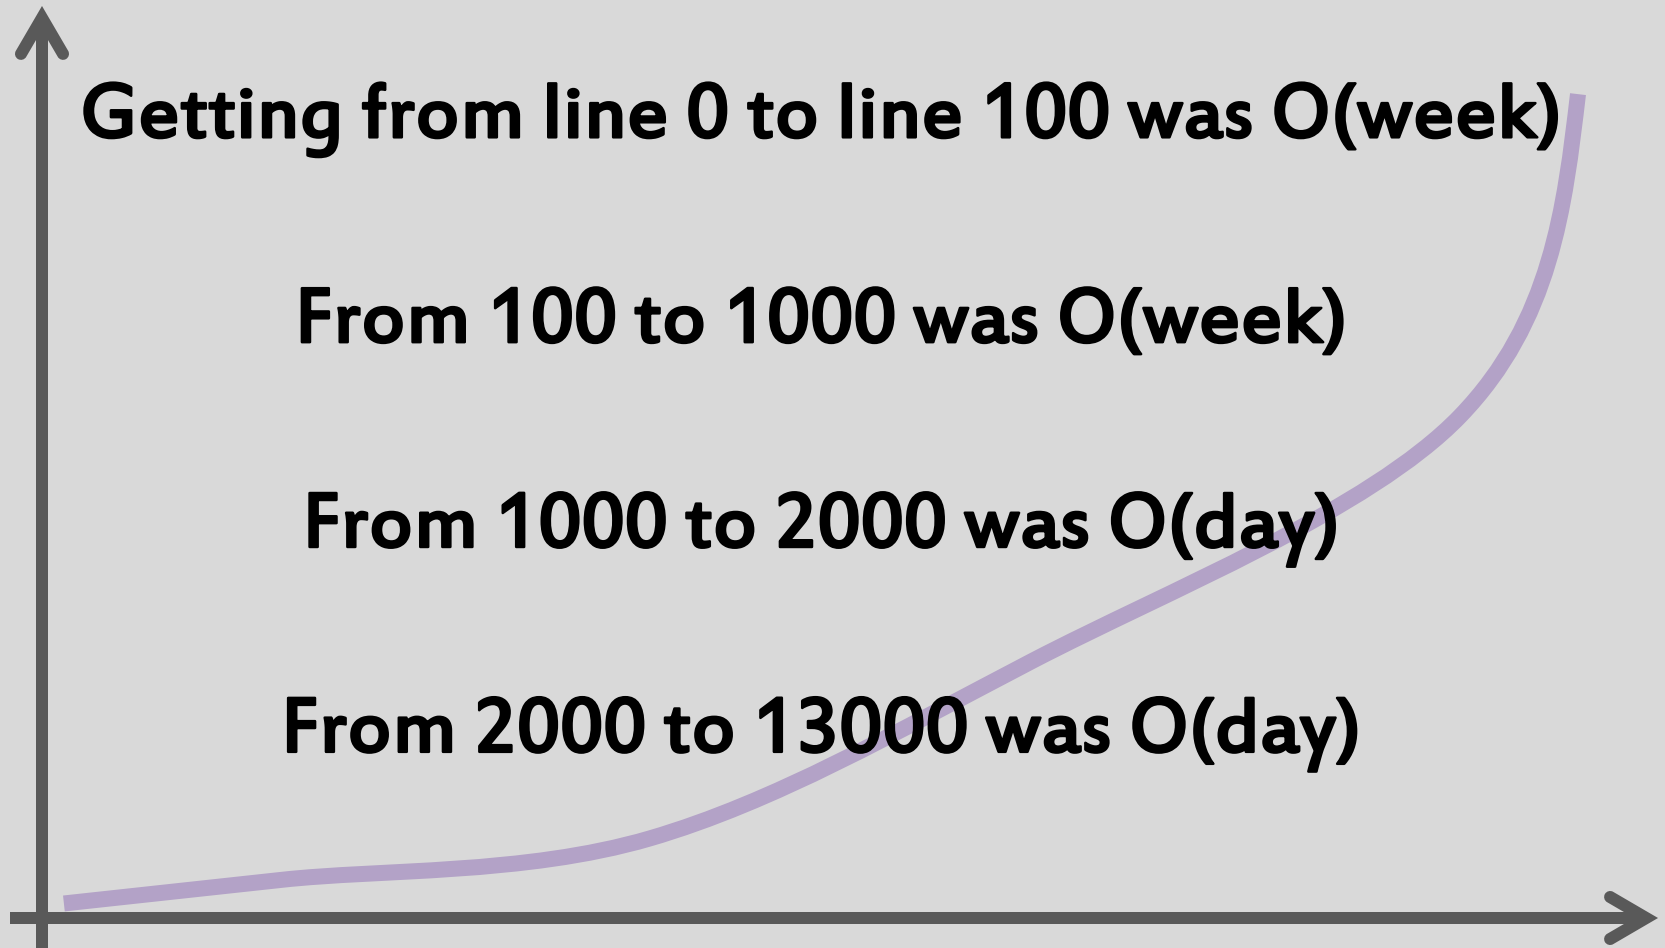 Getting from line 0 to line 100 was O(week)
From 100 to 1000 was O(week)
From 1000 to 2000 was O(day)
From 2000 to 13000 was O(day)